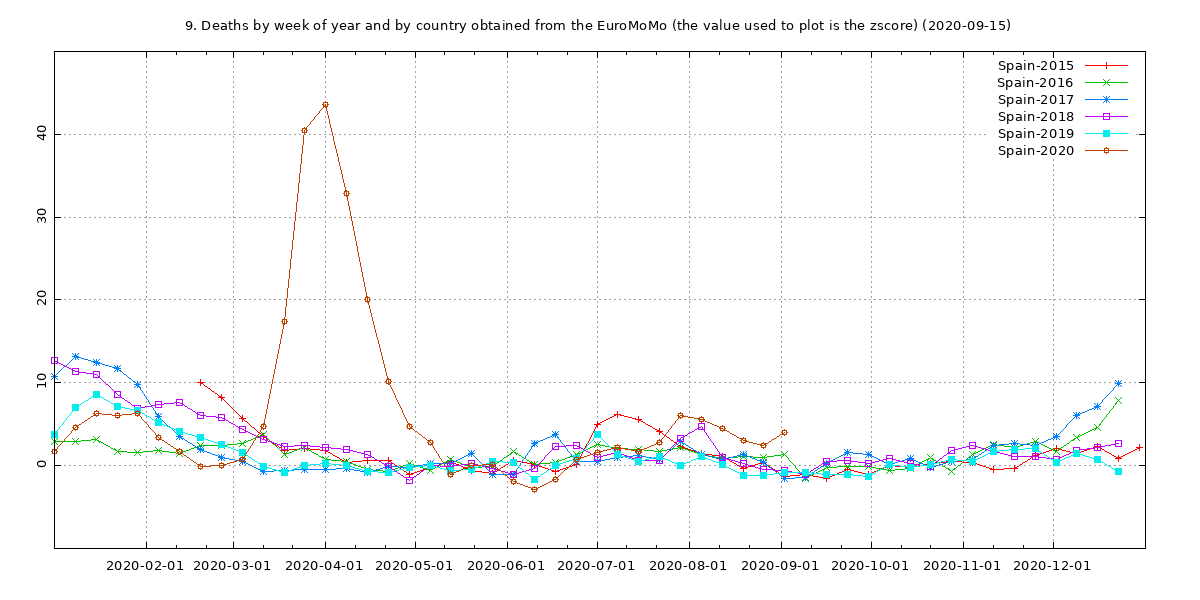 9. Deaths by week of year and by country obtained from the EuroMoMo (the value used to plot is the zscore) (2020-09-15)
Spain-2015
Spain-2016
Spain-2017
Spain-2018
Spain-2019
Spain-2020
40
30
20
10
0
2020-02-01 2020-03-01 2020-04-01 2020-05-01 2020-06-01 2020-07-01 2020-08-01 2020-09-01 2020-10-01 2020-11-01 2020-12-01